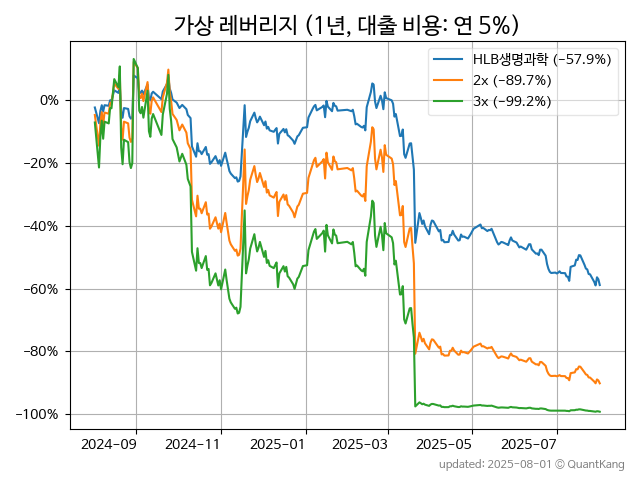 가상 레버리지 (1년, 대출 비용: 연 5%)
HLB생명과학 (−57.9%)
2x (−89.7%)
3x (−99.2%)
0%
−20%
−40%
−60%
−80%
−100%
2024-09 2024-11 2025-01 2025-03 2025-05 2025-07
updated: 2025-08-01 © QuantKang